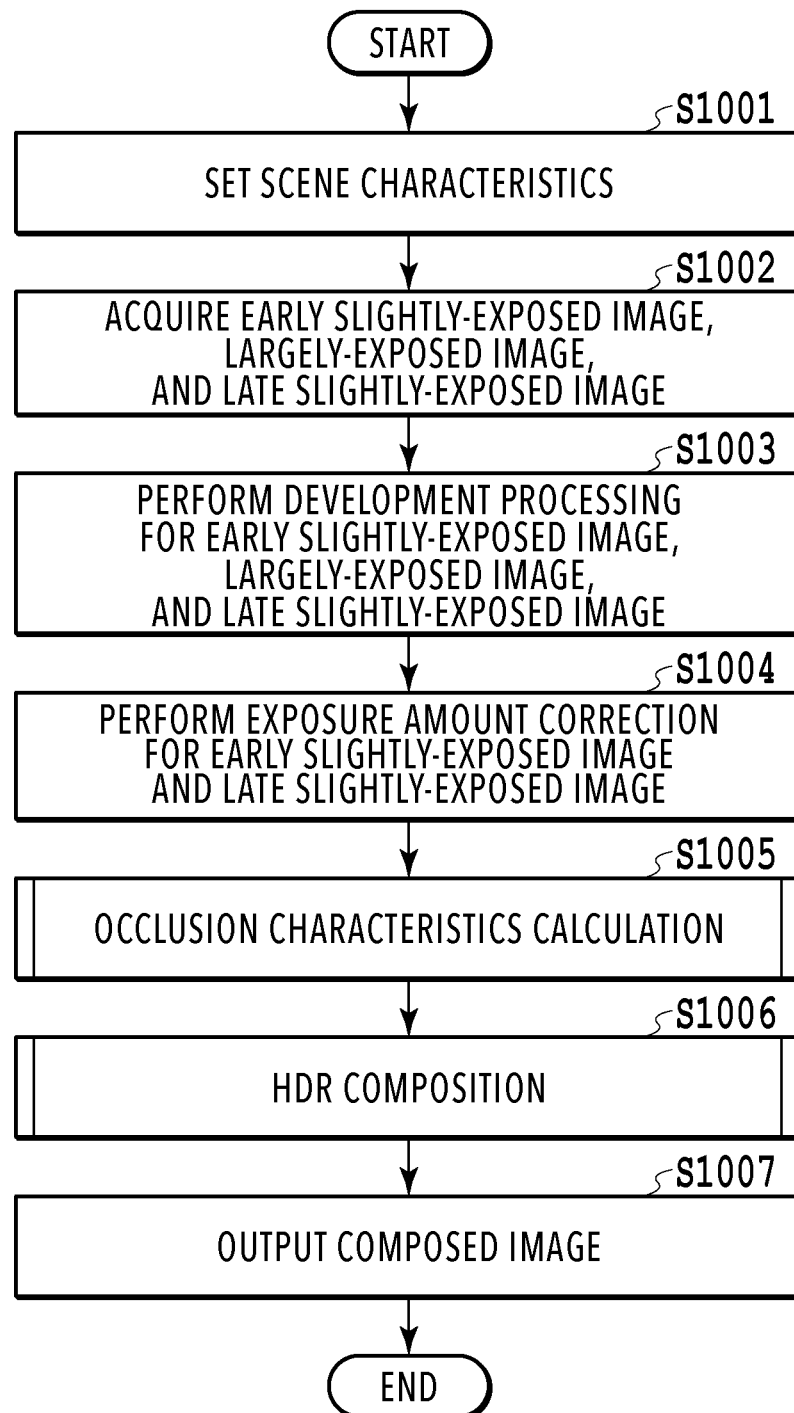 START
S1001
SET SCENE CHARACTERISTICS
S1002
ACQUIRE EARLY SLIGHTLY-EXPOSED IMAGE,
LARGELY-EXPOSED IMAGE,
AND LATE SLIGHTLY-EXPOSED IMAGE
S1003
PERFORM DEVELOPMENT PROCESSING
FOR EARLY SLIGHTLY-EXPOSED IMAGE,
LARGELY-EXPOSED IMAGE,
AND LATE SLIGHTLY-EXPOSED IMAGE
S1004
PERFORM EXPOSURE AMOUNT CORRECTION
FOR EARLY SLIGHTLY-EXPOSED IMAGE
AND LATE SLIGHTLY-EXPOSED IMAGE
S1005
OCCLUSION CHARACTERISTICS CALCULATION
S1006
HDR COMPOSITION
S1007
OUTPUT COMPOSED IMAGE
END